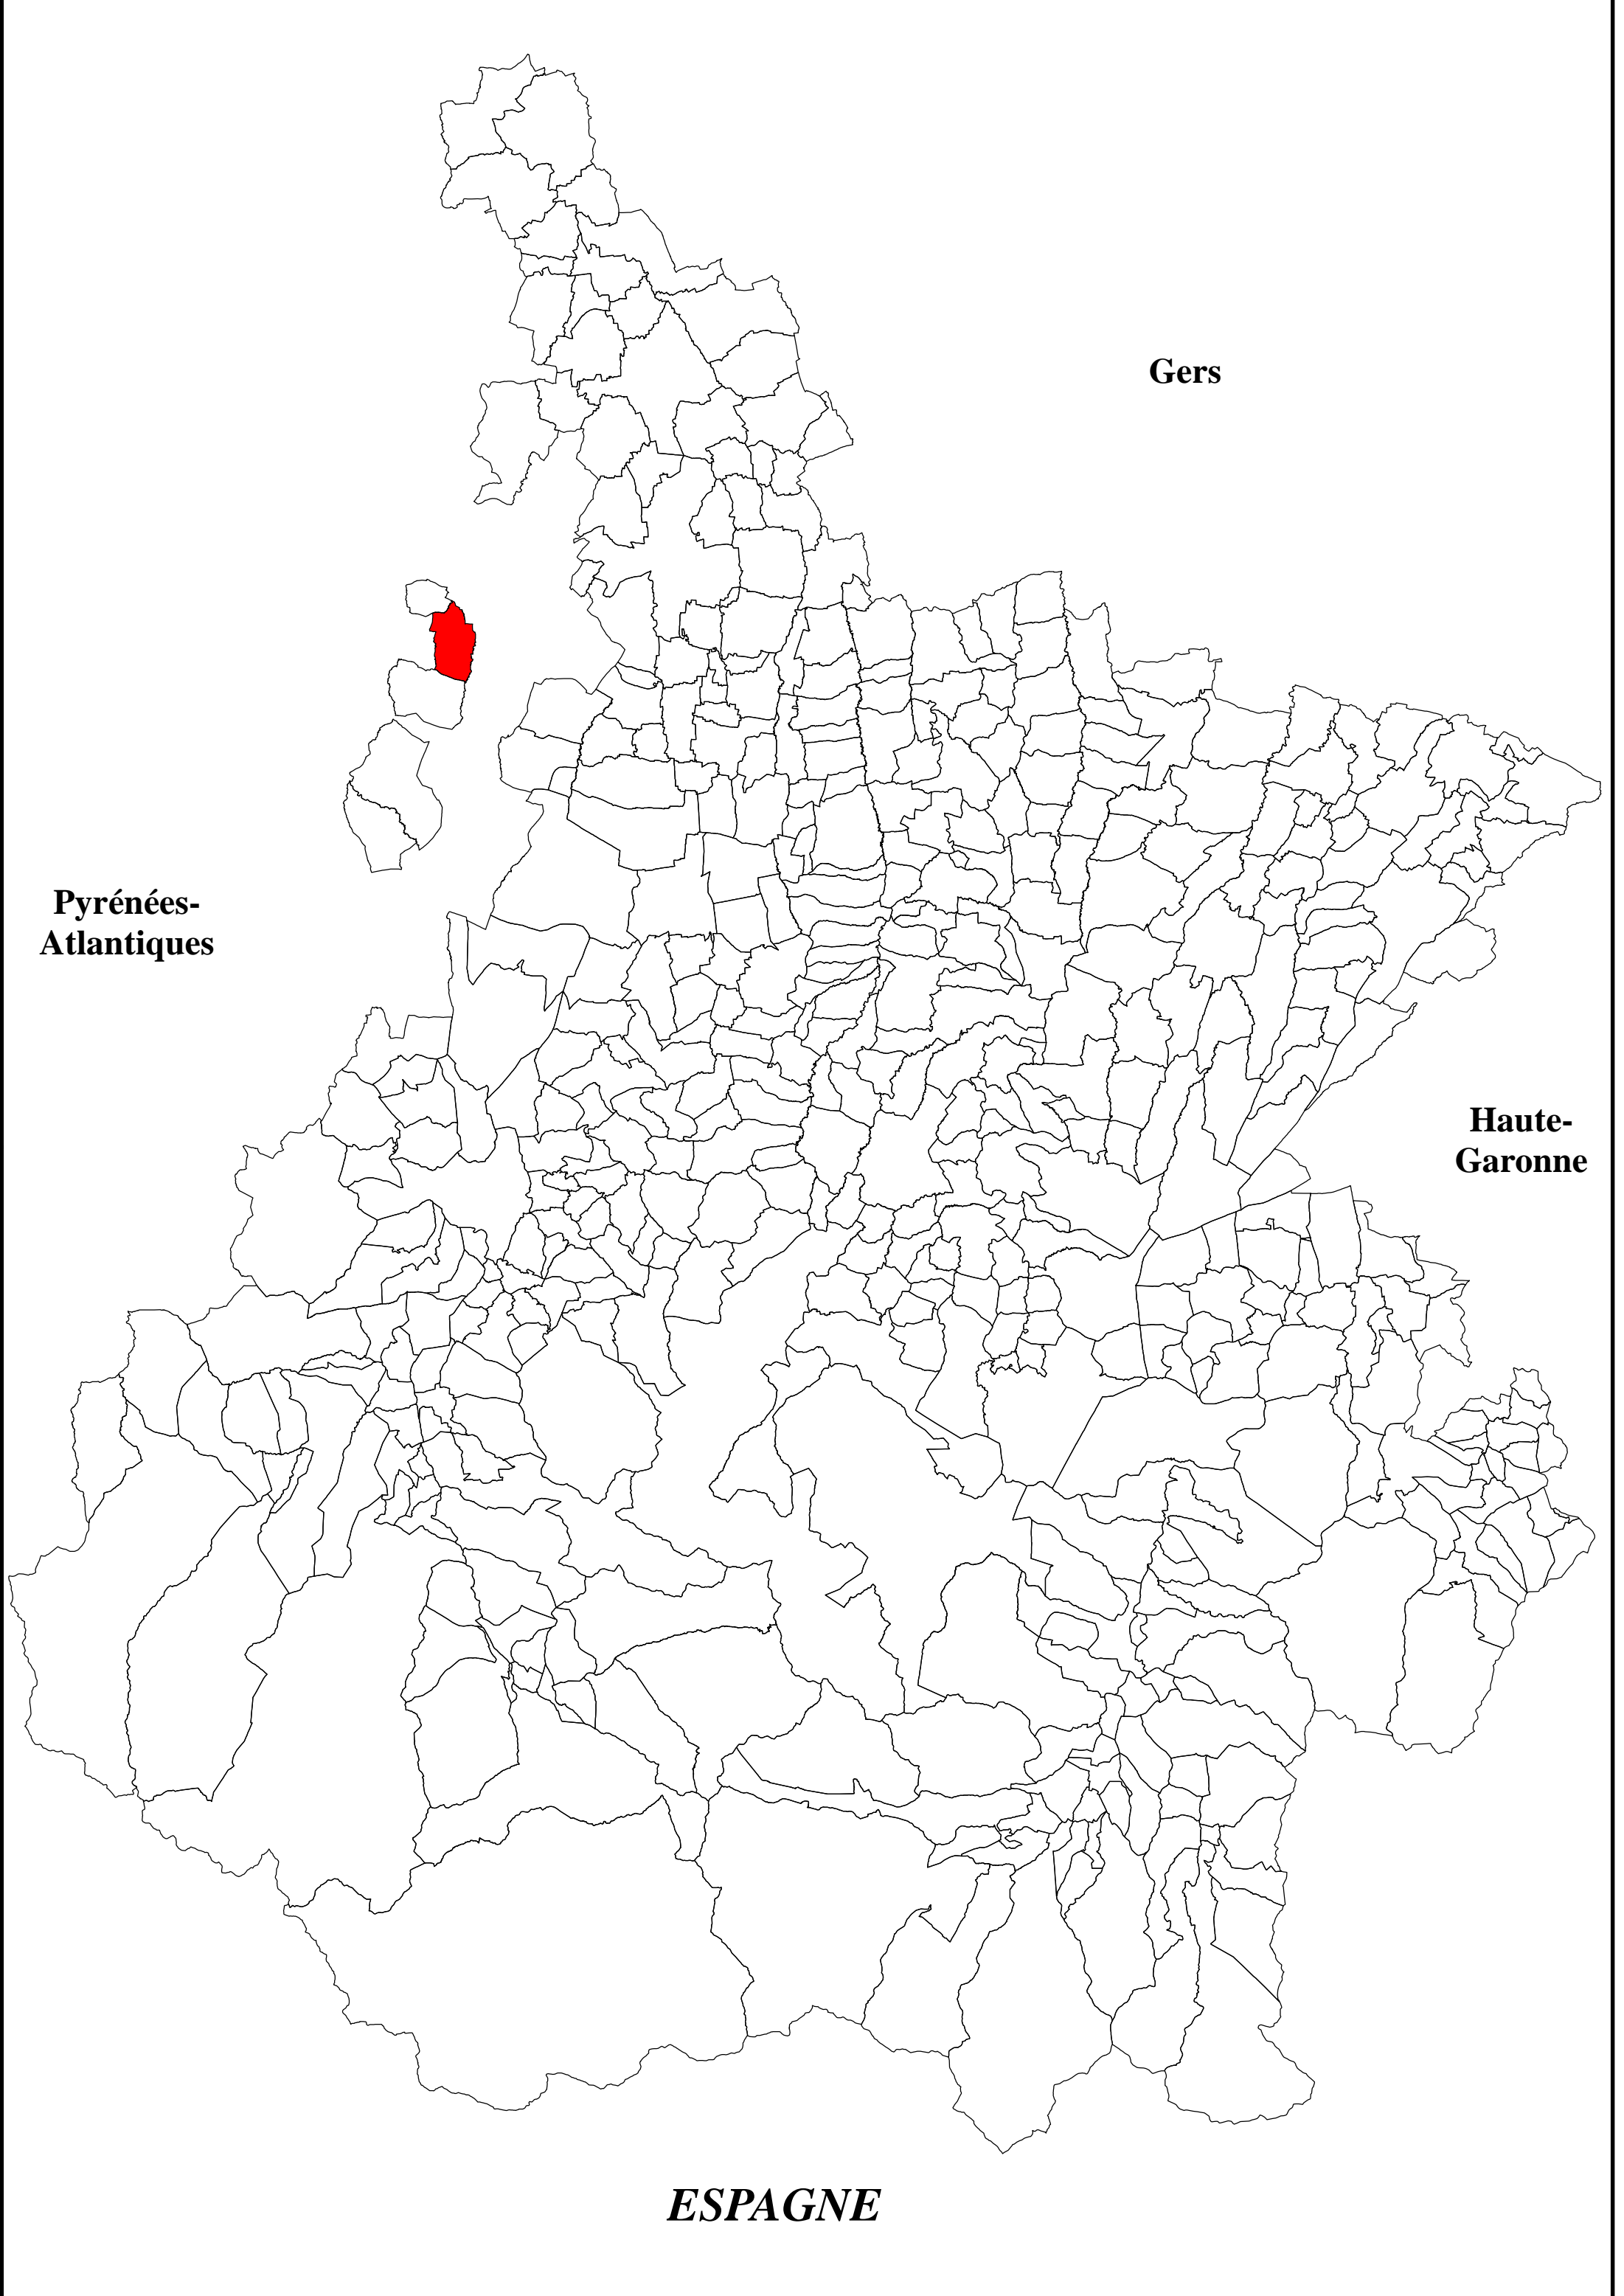 Gers
Pyrénées-
Atlantiques
Haute-
Garonne
ESPAGNE